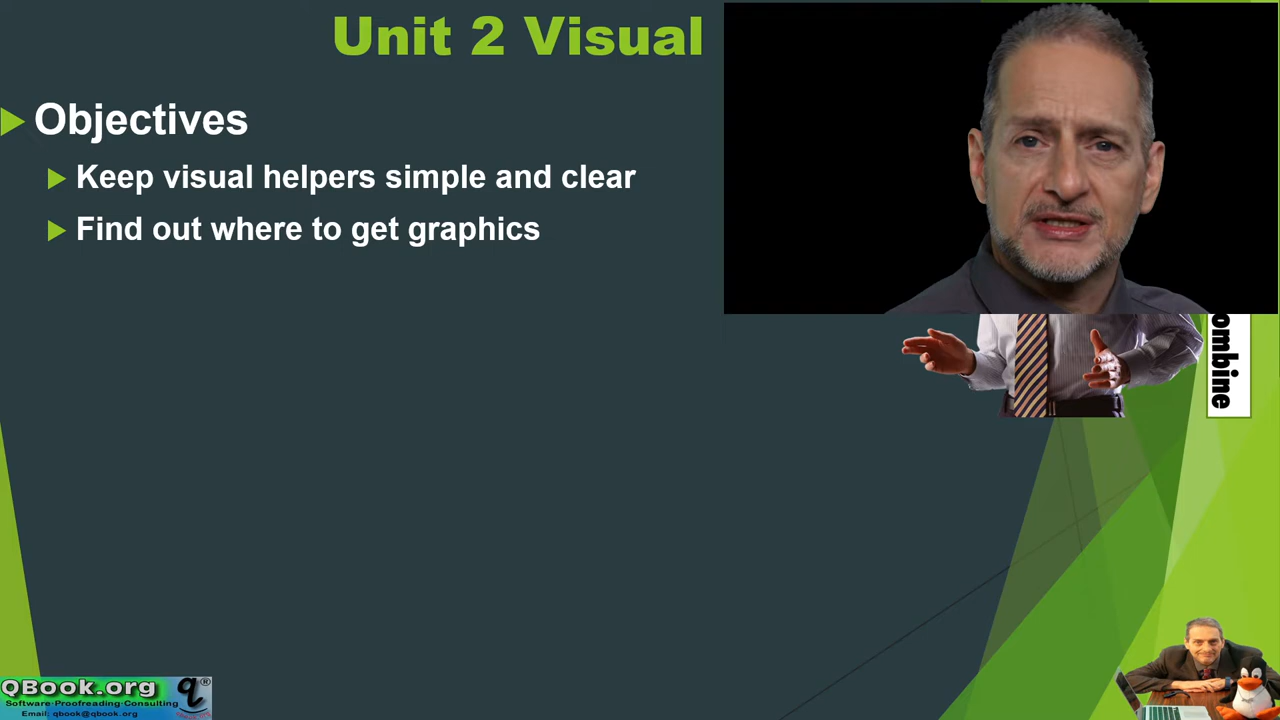 Unit 2 Visual
Objectives
Keep visual helpers simple and clear
Find out where to get graphics
ombine
QBook.org
Software·Proofreading·Consulting
Email: qbook@qbook.org
q®